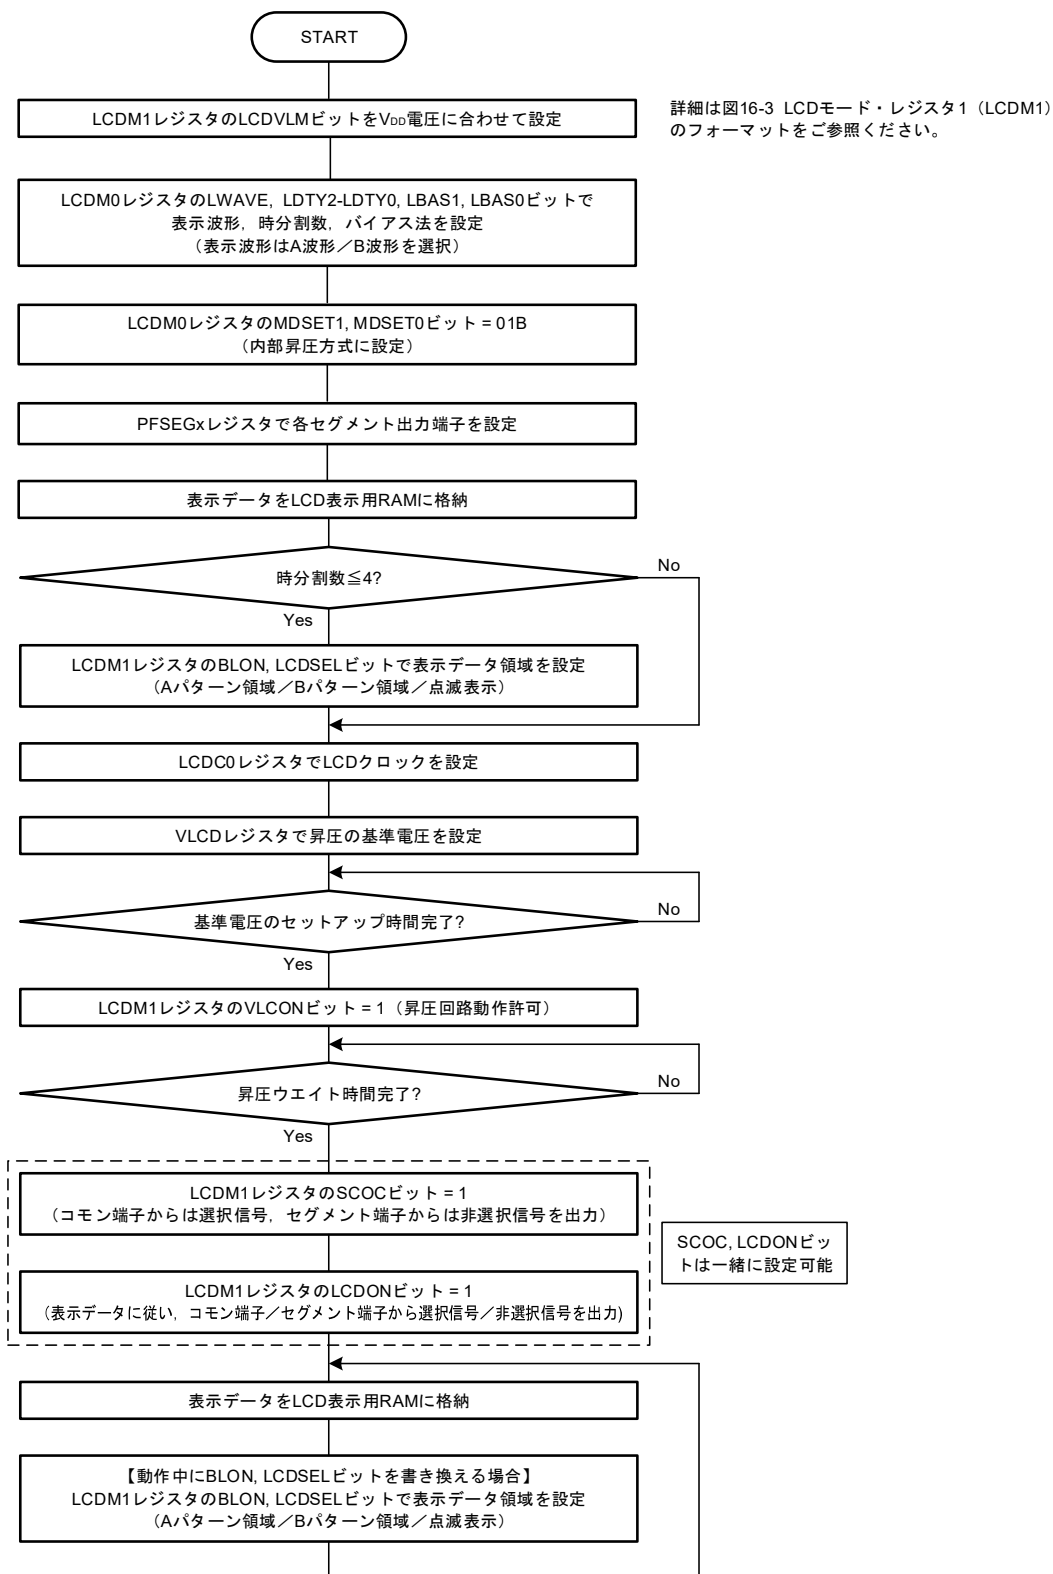 START
LCDM1レジスタのLCDVLMビットをVDD電圧に合わせて設定
詳細は図16-3 LCDモード・レジスタ1（LCDM1）
のフォーマットをご参照ください。
LCDM0レジスタのLWAVE, LDTY2-LDTY0, LBAS1, LBAS0ビットで
表示波形，時分割数，バイアス法を設定
（表示波形はA波形／B波形を選択）
LCDM0レジスタのMDSET1, MDSET0ビット = 01B
（内部昇圧方式に設定）
PFSEGxレジスタで各セグメント出力端子を設定
表示データをLCD表示用RAMに格納
時分割数≦4?
No
Yes
LCDM1レジスタのBLON, LCDSELビットで表示データ領域を設定
（Aパターン領域／Bパターン領域／点滅表示）
LCDC0レジスタでLCDクロックを設定
VLCDレジスタで昇圧の基準電圧を設定
基準電圧のセットアップ時間完了?
No
Yes
LCDM1レジスタのVLCONビット = 1（昇圧回路動作許可）
昇圧ウエイト時間完了?
No
Yes
LCDM1レジスタのSCOCビット = 1
（コモン端子からは選択信号，セグメント端子からは非選択信号を出力）
SCOC, LCDONビッ
トは一緒に設定可能
LCDM1レジスタのLCDONビット = 1
(表示データに従い，コモン端子／セグメント端子から選択信号／非選択信号を出力)
表示データをLCD表示用RAMに格納
【動作中にBLON, LCDSELビットを書き換える場合】
LCDM1レジスタのBLON, LCDSELビットで表示データ領域を設定
（Aパターン領域／Bパターン領域／点滅表示）